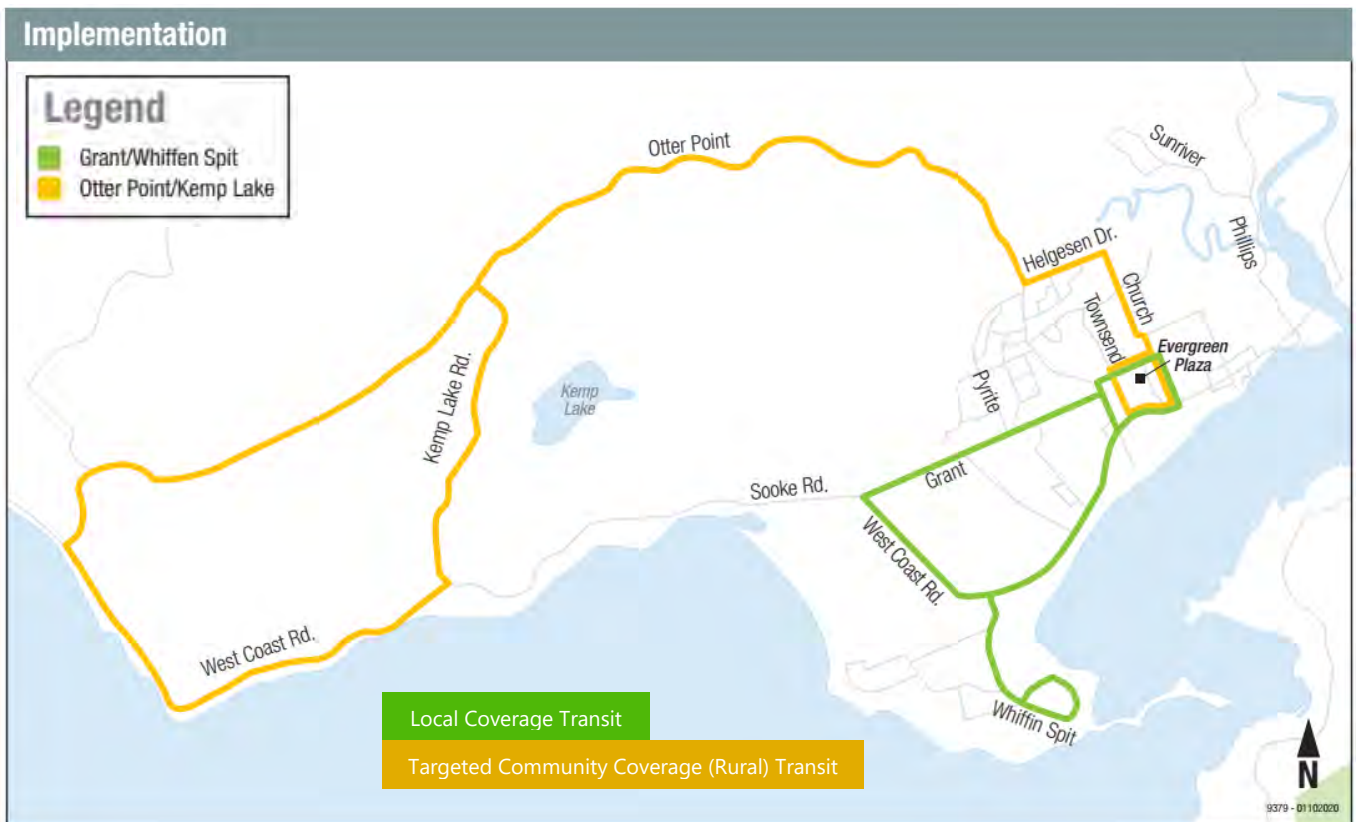 Implementation
Legend
Grant/Whiffen Spit
Otter Point/Kemp Lake
Otter Point
Sunriver
Phillips
Helgesen Dr.
Church
Townsend
Evergreen
Plaza
Pyrite
Kemp Lake Rd.
Kemp
Lake
Grant
Sooke Rd.
West Coast Rd.
West Coast Rd.
Whiffin Spit
Local Coverage Transit
Targeted Community Coverage (Rural) Transit
N
9379 - 01102020